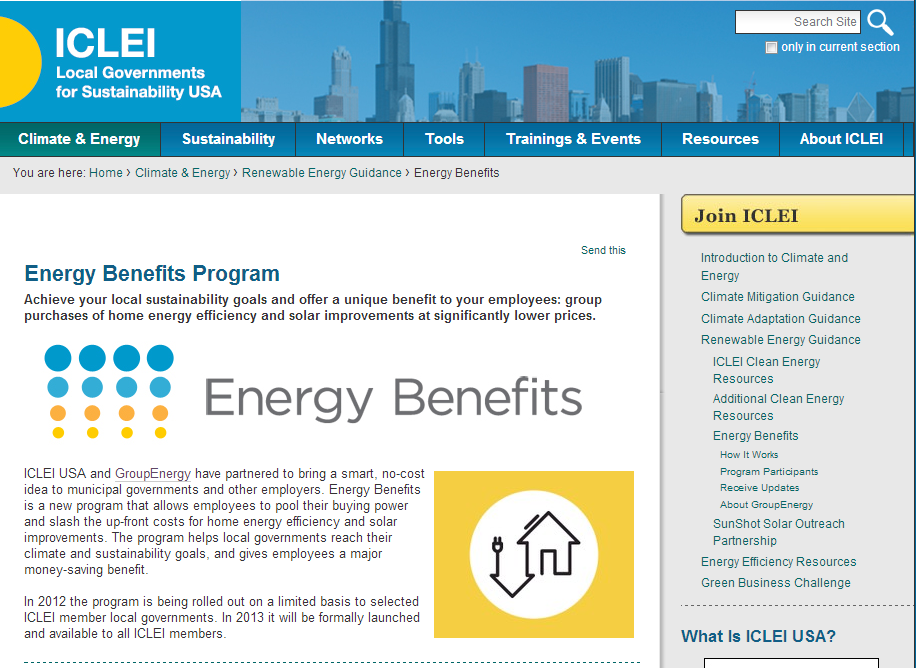 ICLEI
Local Governments
for Sustainability USA
Search Site
only in current section
Climate & Energy Sustainability Networks Tools Trainings & Events Resources About ICLEI
You are here: Home › Climate & Energy › Renewable Energy Guidance › Energy Benefits
Send this
Energy Benefits Program
Achieve your local sustainability goals and offer a unique benefit to your employees: group
purchases of home energy efficiency and solar improvements at significantly lower prices.
Energy Benefits
ICLEI USA and GroupEnergy have partnered to bring a smart, no-cost
idea to municipal governments and other employers. Energy Benefits
is a new program that allows employees to pool their buying power
and slash the up-front costs for home energy efficiency and solar
improvements. The program helps local governments reach their
climate and sustainability goals, and gives employees a major
money-saving benefit.
In 2012 the program is being rolled out on a limited basis to selected
ICLEI member local governments. In 2013 it will be formally launched
and available to all ICLEI members.
Join ICLEI
Introduction to Climate and
Energy
Climate Mitigation Guidance
Climate Adaptation Guidance
Renewable Energy Guidance
ICLEI Clean Energy
Resources
Additional Clean Energy
Resources
Energy Benefits
How It Works
Program Participants
Receive Updates
About GroupEnergy
SunShot Solar Outreach
Partnership
Energy Efficiency Resources
Green Business Challenge
What Is ICLEI USA?